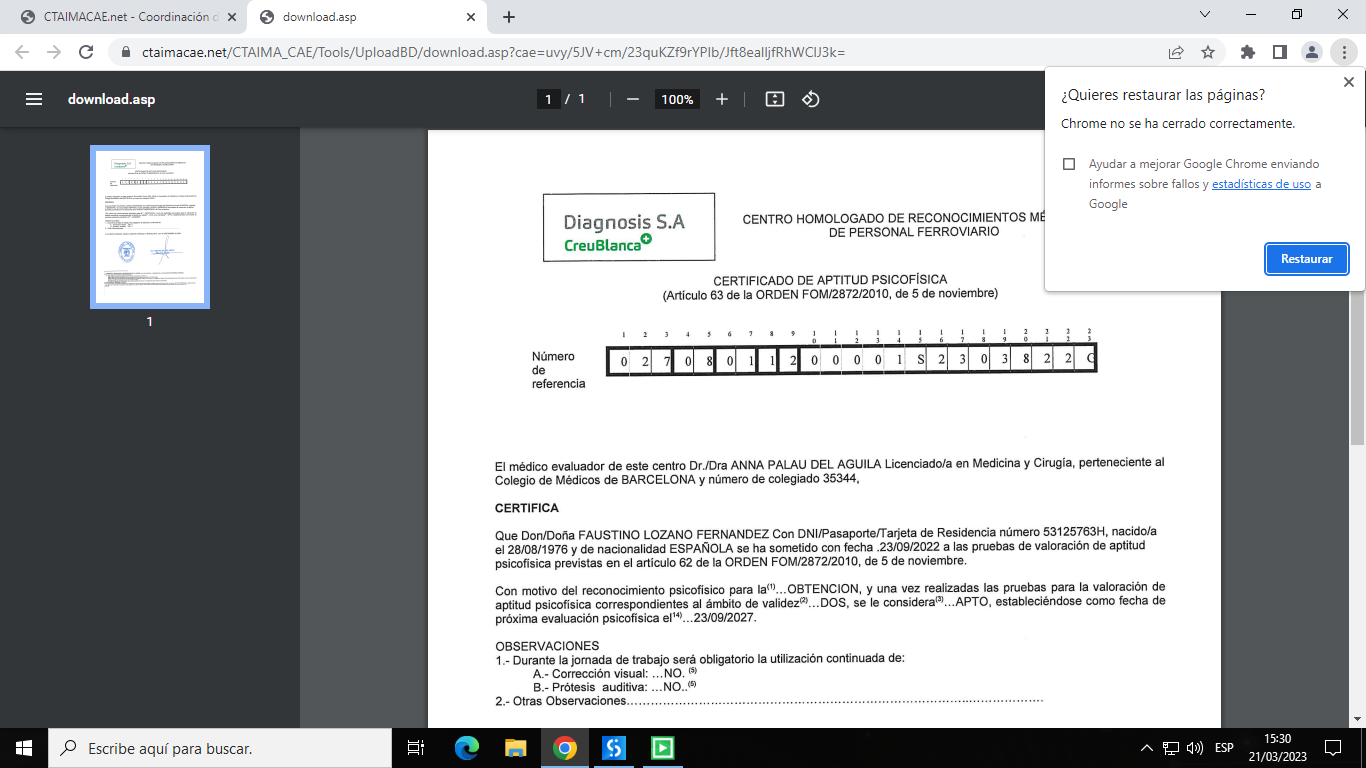 CTAIMACAE.net - Coordinación d
download.asp
ctaimacae.net/CTAIMA_CAE/Tools/UploadBD/download.asp?cae=uvy/5JV+cm/23quKZf9rYPlb/Jft8ealljfRhWClJ3k=
download.asp
1 / 1
100%
¿Quieres restaurar las páginas?
Chrome no se ha cerrado correctamente.
Ayudar a mejorar Google Chrome enviando
informes sobre fallos y estadísticas de uso a
Google
Restaurar
1
Diagnosis S.A
CreuBlanca
CENTRO HOMOLOGADO DE RECONOCIMIENTOS MÉ
DE PERSONAL FERROVIARIO
CERTIFICADO DE APTITUD PSICOFÍSICA
(Artículo 63 de la ORDEN FOM/2872/2010, de 5 de noviembre)
1 2 3 4 5 6 7 8 9 10 11 12 13 14 15 16 17 18 19 20 21 22 23
Número
de
referencia
0 2 7 0 8 0 1 1 2 0 0 0 0 1 S 2 3 0 3 8 2 2 C
El médico evaluador de este centro Dr./Dra ANNA PALAU DEL AGUILA Licenciado/a en Medicina y Cirugía, perteneciente al
Colegio de Médicos de BARCELONA y número de colegiado 35344,
CERTIFICA
Que Don/Doña FAUSTINO LOZANO FERNANDEZ Con DNI/Pasaporte/Tarjeta de Residencia número 53125763H, nacido/a
el 28/08/1976 y de nacionalidad ESPAÑOLA se ha sometido con fecha .23/09/2022 a las pruebas de valoración de aptitud
psicofísica previstas en el artículo 62 de la ORDEN FOM/2872/2010, de 5 de noviembre.
Con motivo del reconocimiento psicofísico para la(1)…OBTENCION, y una vez realizadas las pruebas para la valoración de
aptitud psicofísica correspondientes al ámbito de validez(2)…DOS, se le considera(3)…APTO, estableciéndose como fecha de
próxima evaluación psicofísica el(14)…23/09/2027.
OBSERVACIONES
1.- Durante la jornada de trabajo será obligatorio la utilización continuada de:
A.- Corrección visual: …NO. (5)
B.- Prótesis auditiva: …NO..(5)
2.- Otras Observaciones……………………………………………………………………………………
Escribe aquí para buscar.
ESP
15:30
21/03/2023